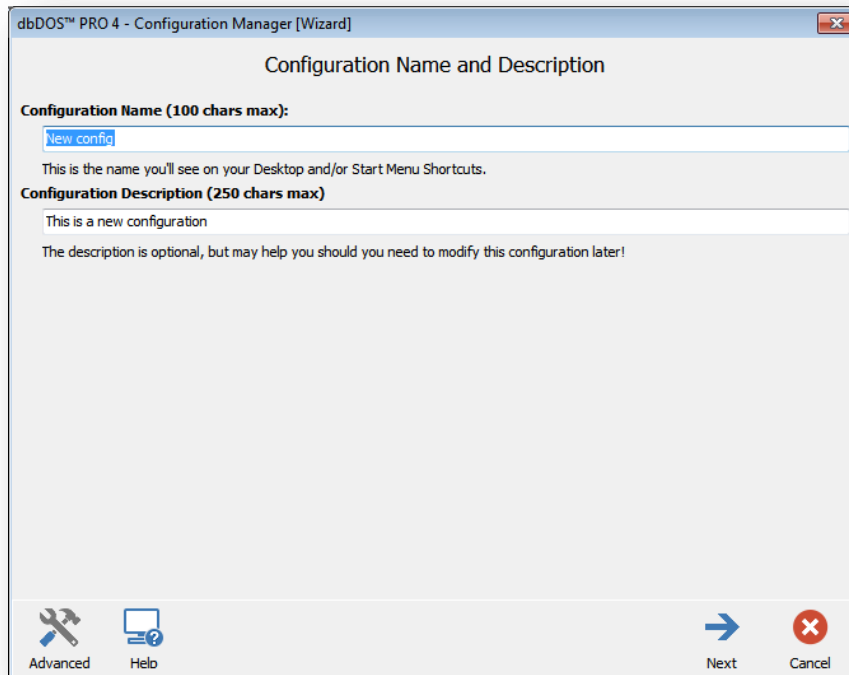 dbDOS™ PRO 4 - Configuration Manager [Wizard]
Configuration Name and Description
Configuration Name (100 chars max):
New config
This is the name you'll see on your Desktop and/or Start Menu Shortcuts.
Configuration Description (250 chars max)
This is a new configuration
The description is optional, but may help you should you need to modify this configuration later!
Advanced Help Next Cancel